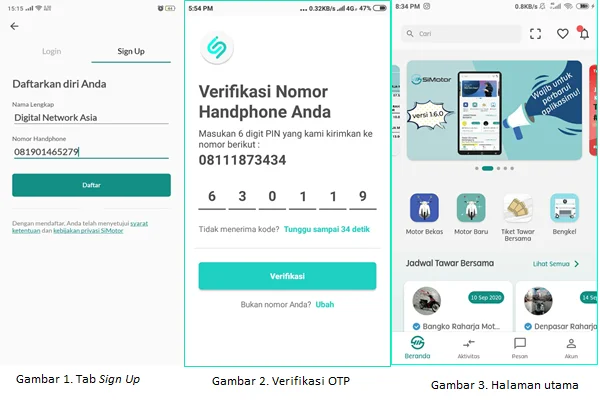 15:15
←
Login
Sign Up
Daftarkan diri Anda
Nama Lengkap
Digital Network Asia
Nomor Handphone
081901465279
Daftar
Dengan mendaftar, Anda telah menyetujui syarat
ketentuan dan kebijakan privasi SiMotor
Gambar 1. Tab Sign Up
5:54 PM
... 0.32KB/s 4G 47%
Verifikasi Nomor
Handphone Anda
Masukan 6 digit PIN yang kami kirimkan ke
nomor berikut :
08111873434
6 3 0 1 1 9
Tidak menerima kode? Tunggu sampai 34 detik
Verifikasi
Bukan nomor Anda? Ubah
Gambar 2. Verifikasi OTP
8:34 PM
0.8KB/s
Cari
SiMotor
versi 1.6.0
Wajib untuk
perbarui
aplikasimu!
Motor Bekas
Motor Baru
Tiket Tawar
Bersama
Bengkel
Jadwal Tawar Bersama
Lihat Semua >
10 Sep 2020
14 Sep
Bangko Raharja Mot...
Denpasar Raharja
Beranda
Aktivitas
Pesan
Akun
Gambar 3. Halaman utama